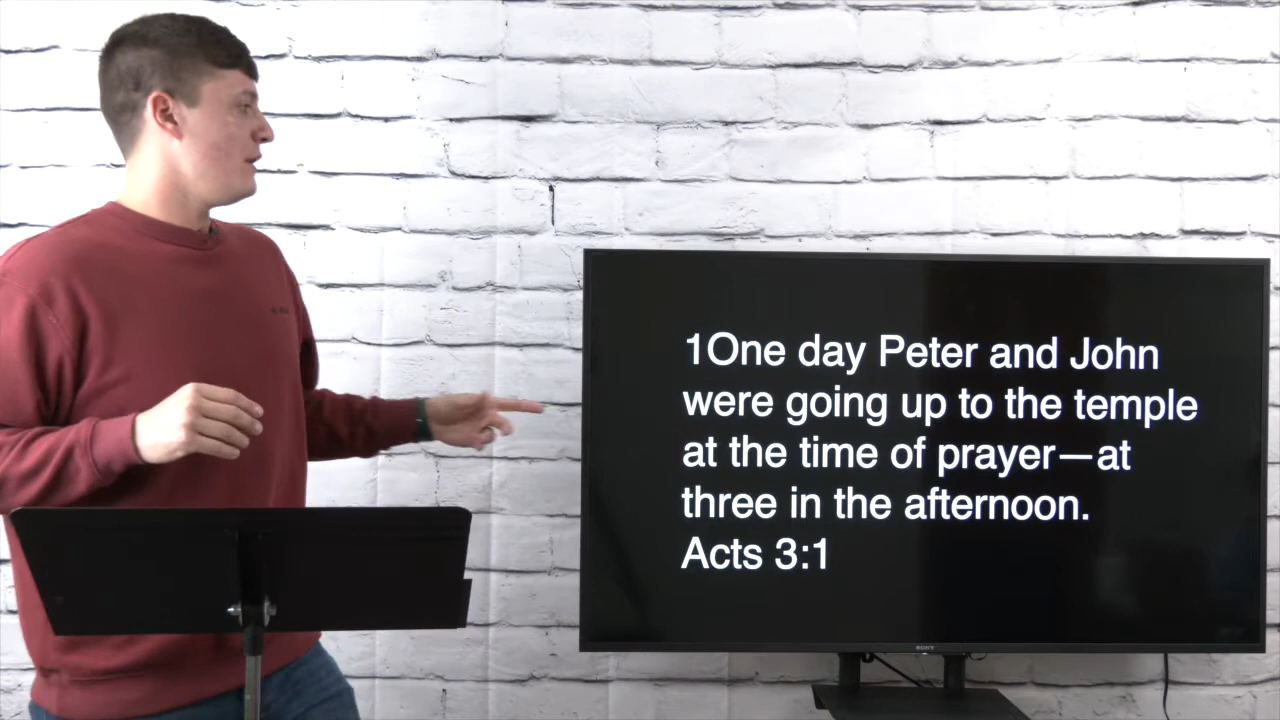 1One day Peter and John
were going up to the temple
at the time of prayer—at
three in the afternoon.
Acts 3:1
SONY